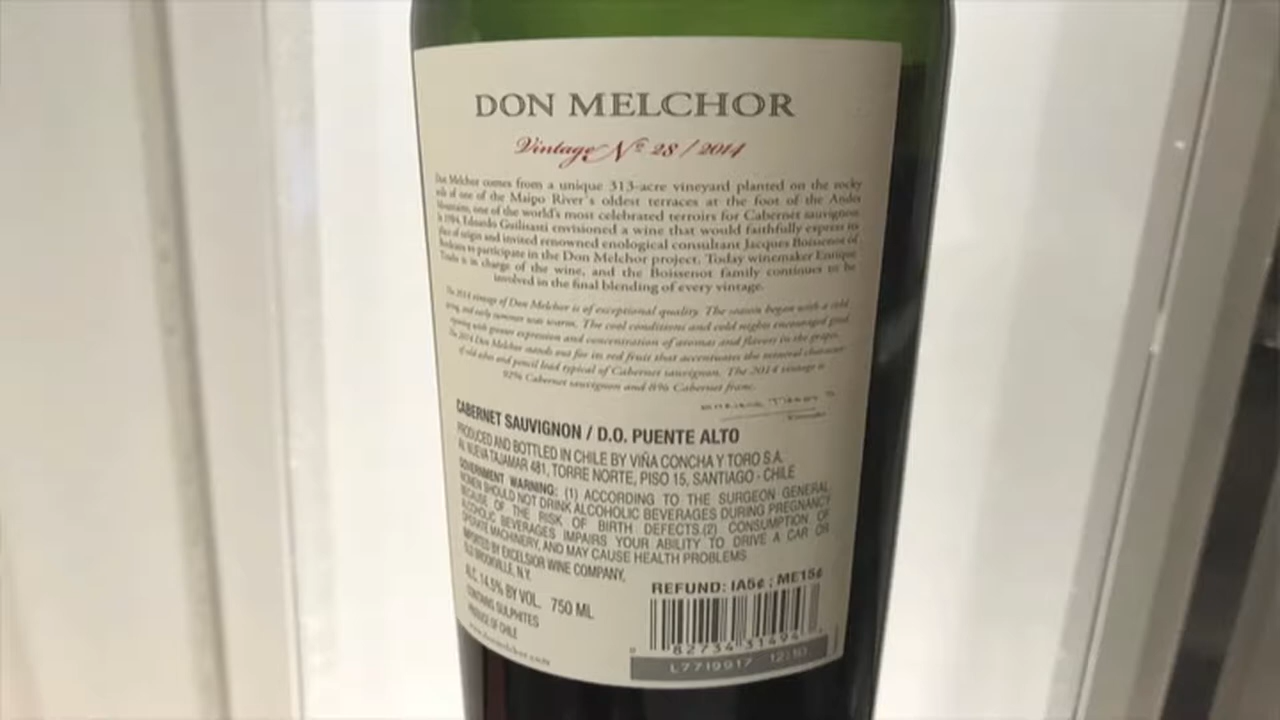 DON MELCHOR
Vintage Nº 28 / 2014
Don Melchor comes from a unique 313-acre vineyard planted on the rocky
soils of one of the Maipo River's oldest terraces at the foot of the Andes
Mountains, one of the world's most celebrated terroirs for Cabernet sauvignon.
In 1984, Eduardo Guilisasti envisioned a wine that would faithfully express its
place of origin and invited renowned enological consultant Jacques Boissenot of
Bordeaux to participate in the Don Melchor project. Today winemaker Enrique
Tirado is in charge of the wine, and the Boissenot family continues to be
involved in the final blending of every vintage.
The 2014 vintage of Don Melchor is of exceptional quality. The season began with a cold
spring, and early summer was warm. The cool conditions and cold nights encouraged good
ripening with greater expression and concentration of aromas and flavors in the grapes.
The 2014 Don Melchor stands out for its red fruit that accentuates the mineral character
of old ashes and pencil lead typical of Cabernet sauvignon. The 2014 vintage is
92% Cabernet sauvignon and 8% Cabernet franc.
CABERNET SAUVIGNON / D.O. PUENTE ALTO
PRODUCED AND BOTTLED IN CHILE BY VIÑA CONCHA Y TORO S.A.
AV. NUEVA TAJAMAR 481, TORRE NORTE, PISO 15, SANTIAGO - CHILE
GOVERNMENT WARNING: (1) ACCORDING TO THE SURGEON GENERAL,
WOMEN SHOULD NOT DRINK ALCOHOLIC BEVERAGES DURING PREGNANCY
BECAUSE OF THE RISK OF BIRTH DEFECTS.(2) CONSUMPTION OF
ALCOHOLIC BEVERAGES IMPAIRS YOUR ABILITY TO DRIVE A CAR OR
OPERATE MACHINERY, AND MAY CAUSE HEALTH PROBLEMS
IMPORTED BY EXCELSIOR WINE COMPANY,
OLD BROOKVILLE, N.Y.
ALC. 14.5% BY VOL. 750 ML
CONTAINS SULPHITES
PRODUCE OF CHILE
www.donmelchor.com
REFUND: IA5¢ ; ME15¢
82734 31494
L7719917